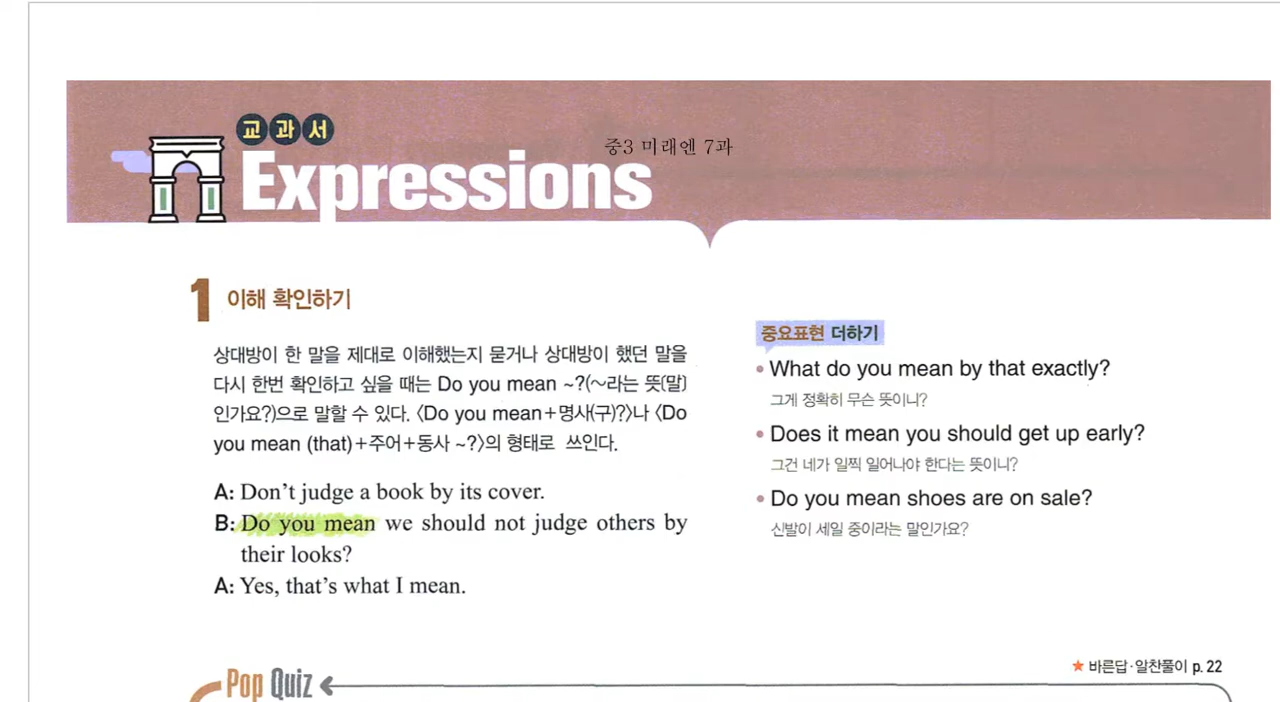 교과서
중3 미래엔 7과
Expressions
1 이해 확인하기
상대방이 한 말을 제대로 이해했는지 묻거나 상대방이 했던 말을
다시 한번 확인하고 싶을 때는 Do you mean ~?(~라는 뜻[말]
인가요?)으로 말할 수 있다. 〈Do you mean+명사(구)?〉나 〈Do
you mean (that)+주어+동사 ~?〉의 형태로 쓰인다.
A: Don't judge a book by its cover.
B: Do you mean we should not judge others by
their looks?
A: Yes, that's what I mean.
중요표현 더하기
• What do you mean by that exactly?
그게 정확히 무슨 뜻이니?
• Does it mean you should get up early?
그건 네가 일찍 일어나야 한다는 뜻이니?
• Do you mean shoes are on sale?
신발이 세일 중이라는 말인가요?
★ 바른답·알찬풀이 p. 22
Pop Quiz